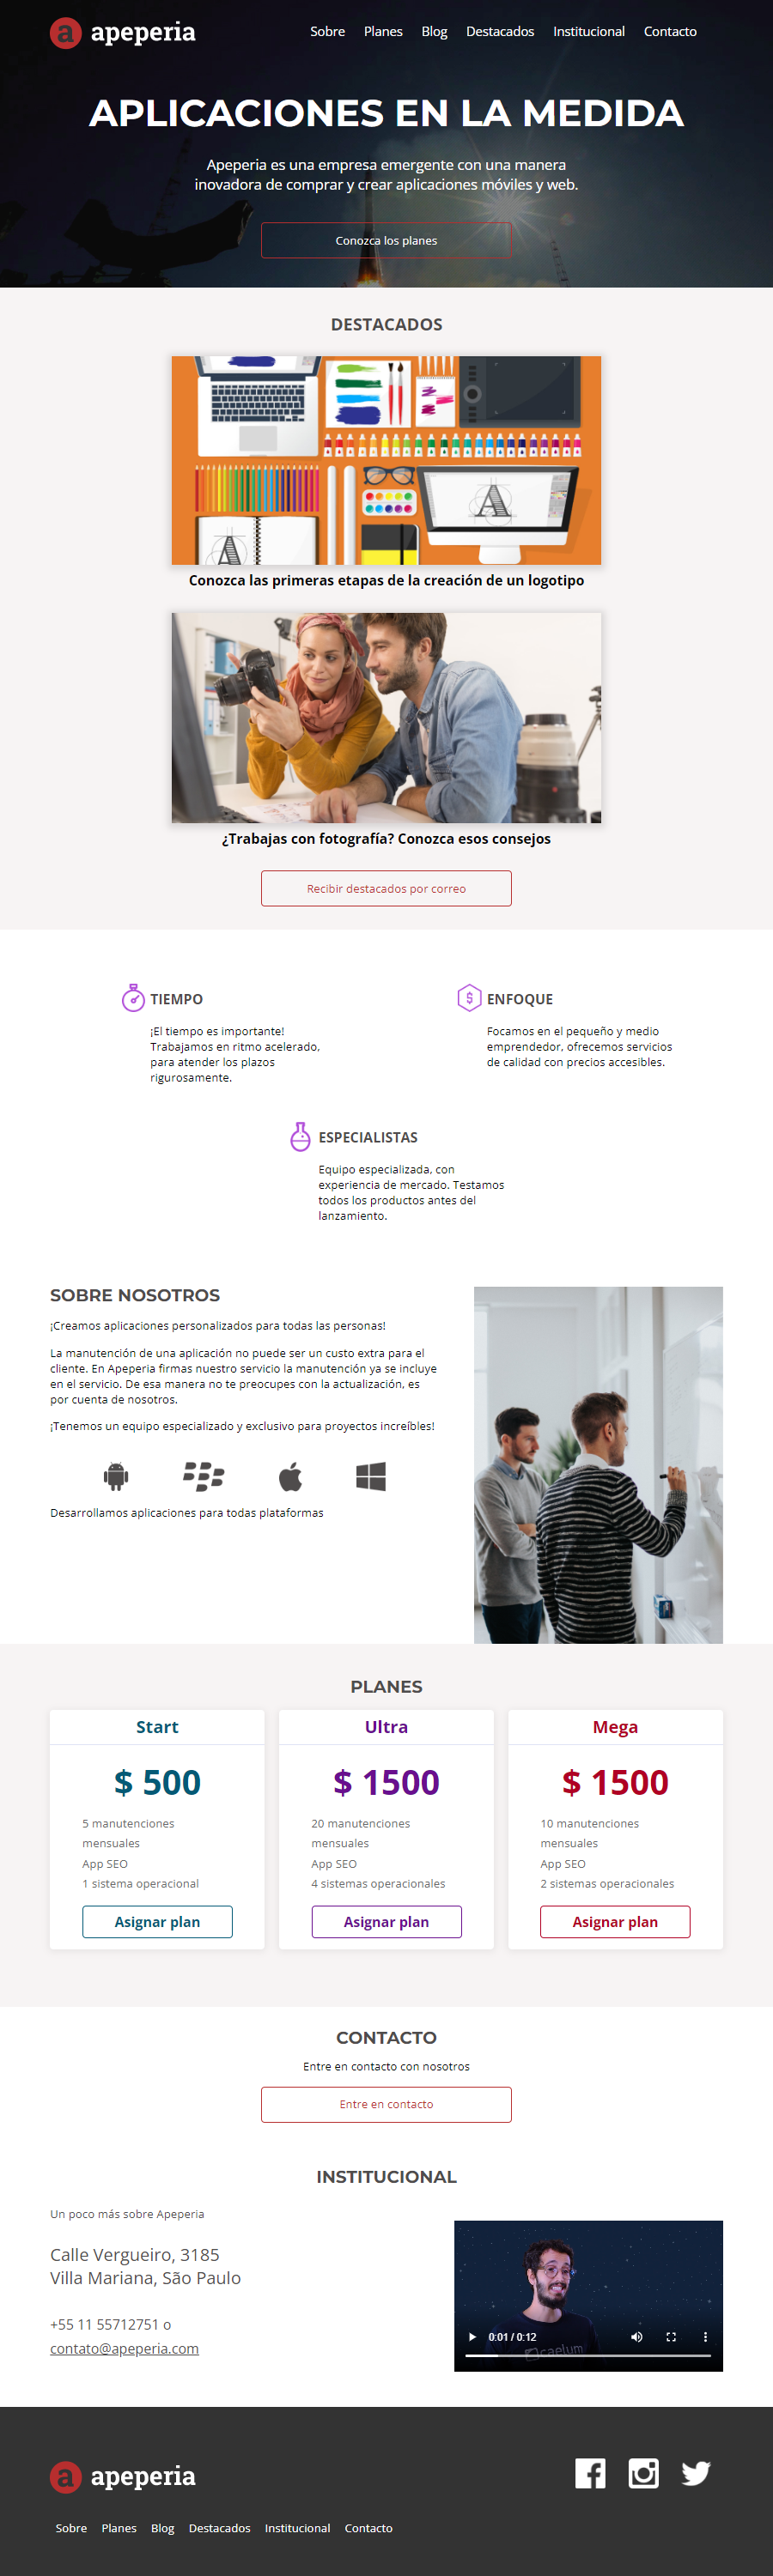 a apeperia
Sobre Planes Blog Destacados Institucional Contacto
APLICACIONES EN LA MEDIDA
Apeperia es una empresa emergente con una manera
inovadora de comprar y crear aplicaciones móviles y web.
Conozca los planes
DESTACADOS
A
A
Conozca las primeras etapas de la creación de un logotipo
¿Trabajas con fotografía? Conozca esos consejos
Recibir destacados por correo
TIEMPO
¡El tiempo es importante!
Trabajamos en ritmo acelerado,
para atender los plazos
rigurosamente.
$ ENFOQUE
Focamos en el pequeño y medio
emprendedor, ofrecemos servicios
de calidad con precios accesibles.
ESPECIALISTAS
Equipo especializada, con
experiencia de mercado. Testamos
todos los productos antes del
lanzamiento.
SOBRE NOSOTROS
¡Creamos aplicaciones personalizados para todas las personas!
La manutención de una aplicación no puede ser un custo extra para el
cliente. En Apeperia firmas nuestro servicio la manutención ya se incluye
en el servicio. De esa manera no te preocupes con la actualización, es
por cuenta de nosotros.
¡Tenemos un equipo especializado y exclusivo para proyectos increíbles!
Desarrollamos aplicaciones para todas plataformas
PLANES
Start
$ 500
5 manutenciones
mensuales
App SEO
1 sistema operacional
Asignar plan
Ultra
$ 1500
20 manutenciones
mensuales
App SEO
4 sistemas operacionales
Asignar plan
Mega
$ 1500
10 manutenciones
mensuales
App SEO
2 sistemas operacionales
Asignar plan
CONTACTO
Entre en contacto con nosotros
Entre en contacto
INSTITUCIONAL
Un poco más sobre Apeperia
Calle Vergueiro, 3185
Villa Mariana, São Paulo
+55 11 55712751 o
contato@apeperia.com
0:01 / 0:12
caelum
a apeperia
Sobre Planes Blog Destacados Institucional Contacto